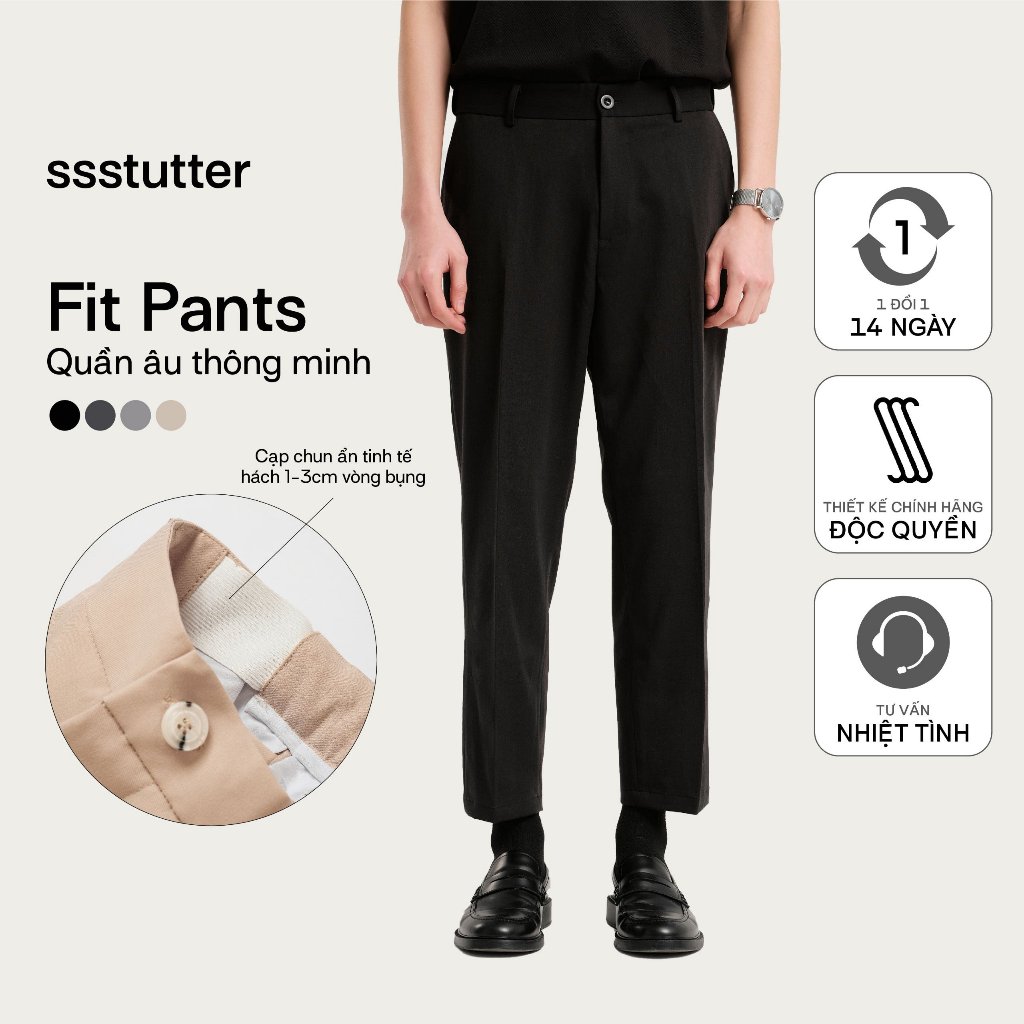 ssstutter
Fit Pants
Quần âu thông minh
Cạp chun ẩn tinh tế
hách 1-3cm vòng bụng
1
1 ĐỔI 1
14 NGÀY
THIẾT KẾ CHÍNH HÃNG
ĐỘC QUYỀN
TƯ VẤN
NHIỆT TÌNH